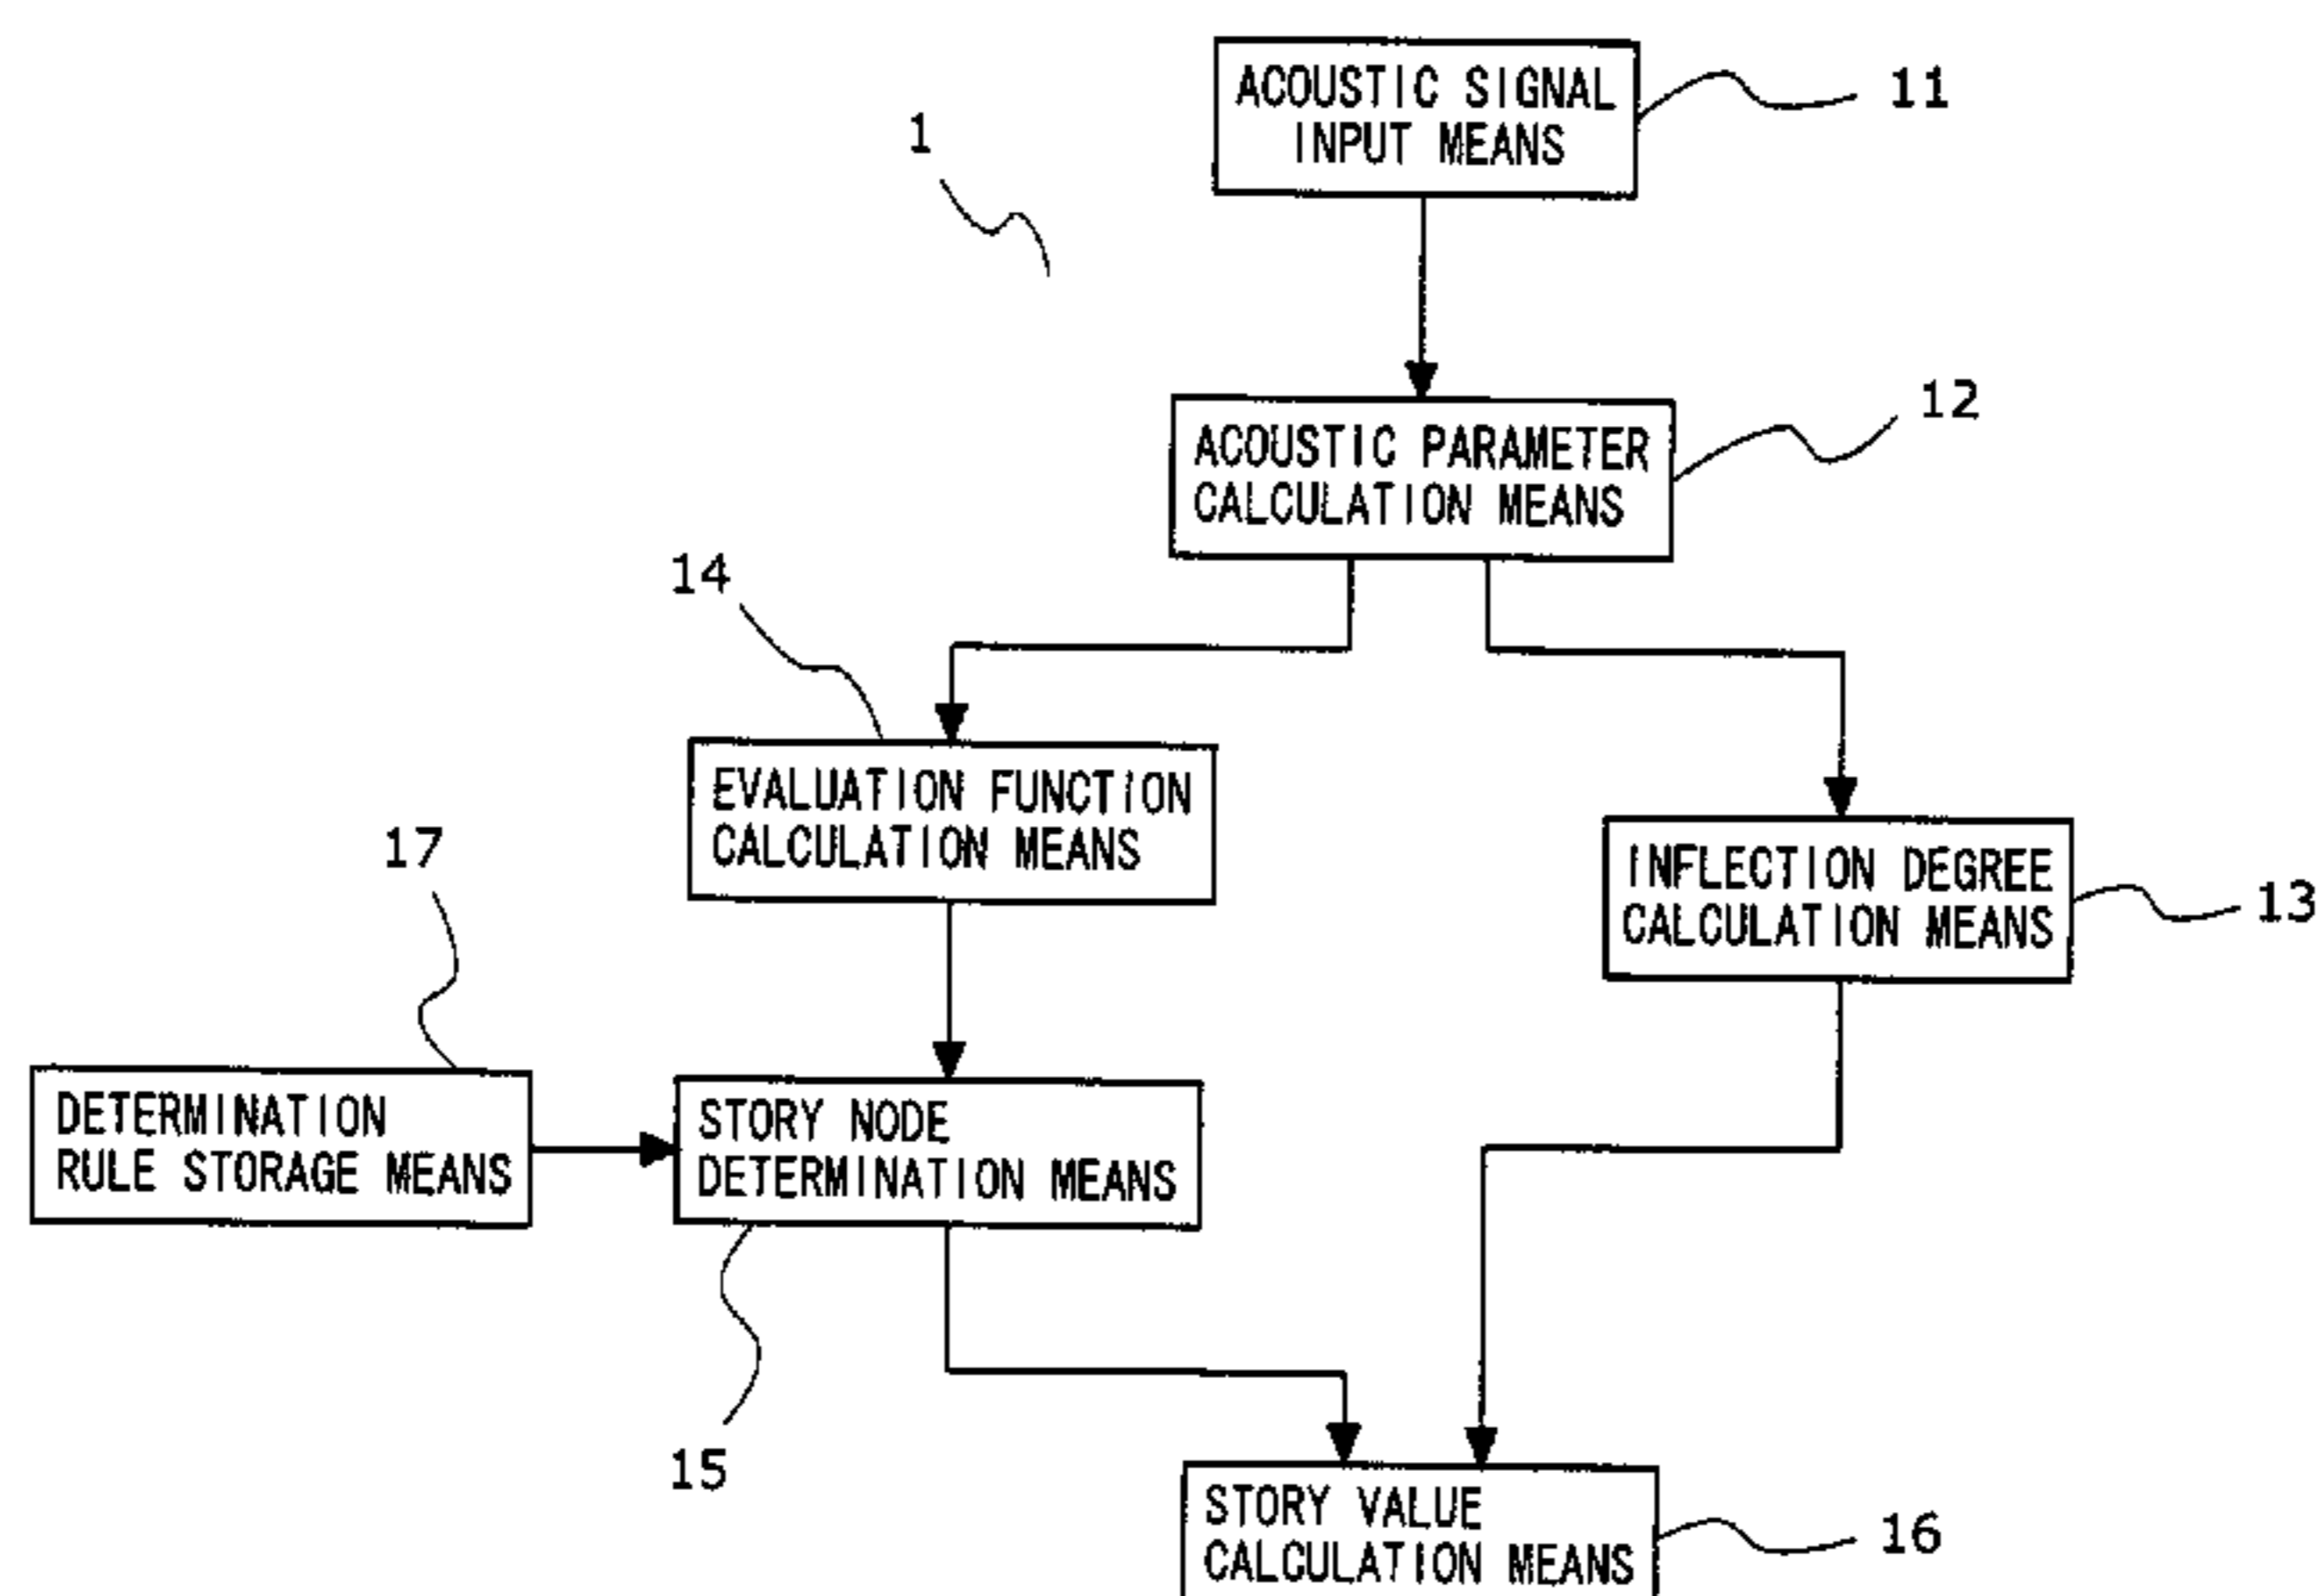 ACOUSTIC SIGNAL
INPUT MEANS
11
1
ACOUSTIC PARAMETER
CALCULATION MEANS
12
14
EVALUATION FUNCTION
CALCULATION MEANS
17
INFLECTION DEGREE
CALCULATION MEANS
13
DETERMINATION
RULE STORAGE MEANS
STORY NODE
DETERMINATION MEANS
15
STORY VALUE
CALCULATION MEANS
16